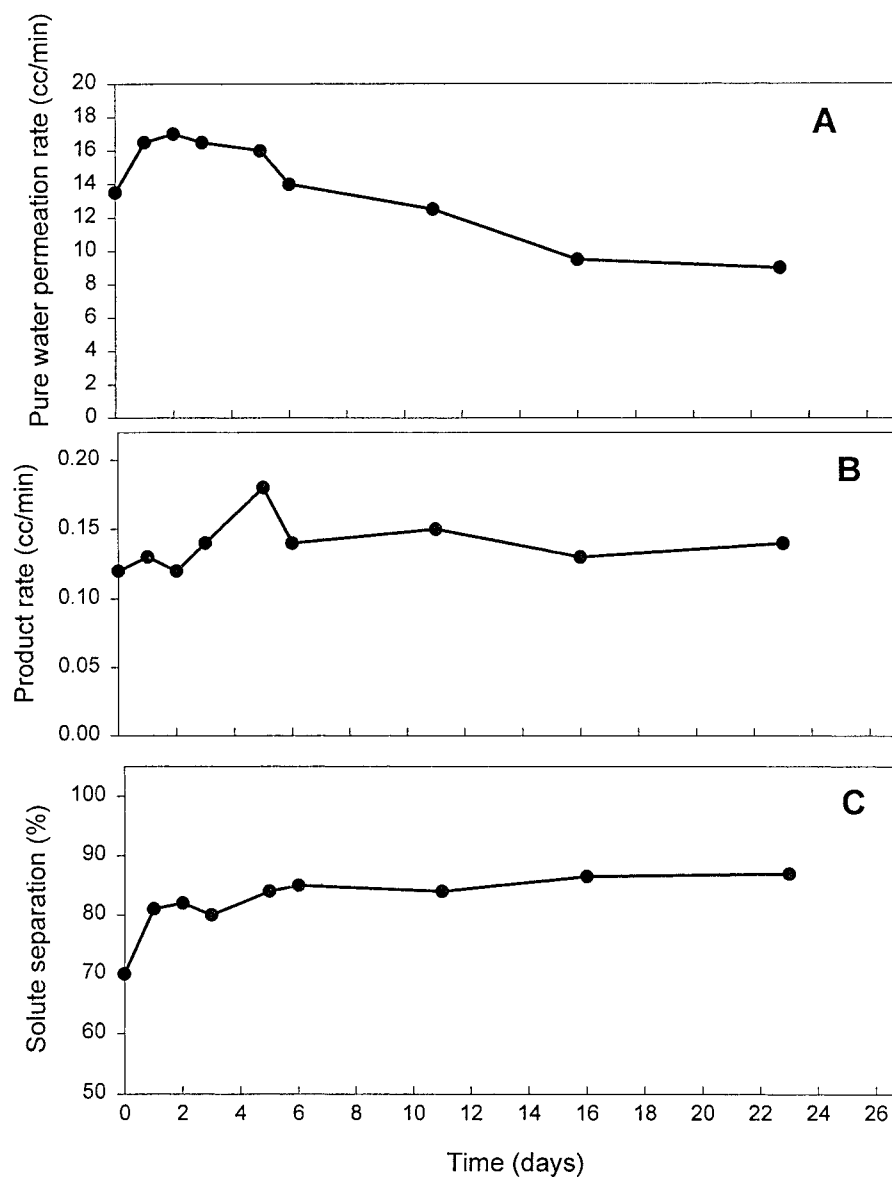 Pure water permeation rate (cc/min)
20
18
16
14
12
10
8
6
4
2
0
A
Product rate (cc/min)
0.20
0.15
0.10
0.05
0.00
B
Solute separation (%)
100
90
80
70
60
50
C
0 2 4 6 8 10 12 14 16 18 20 22 24 26
Time (days)